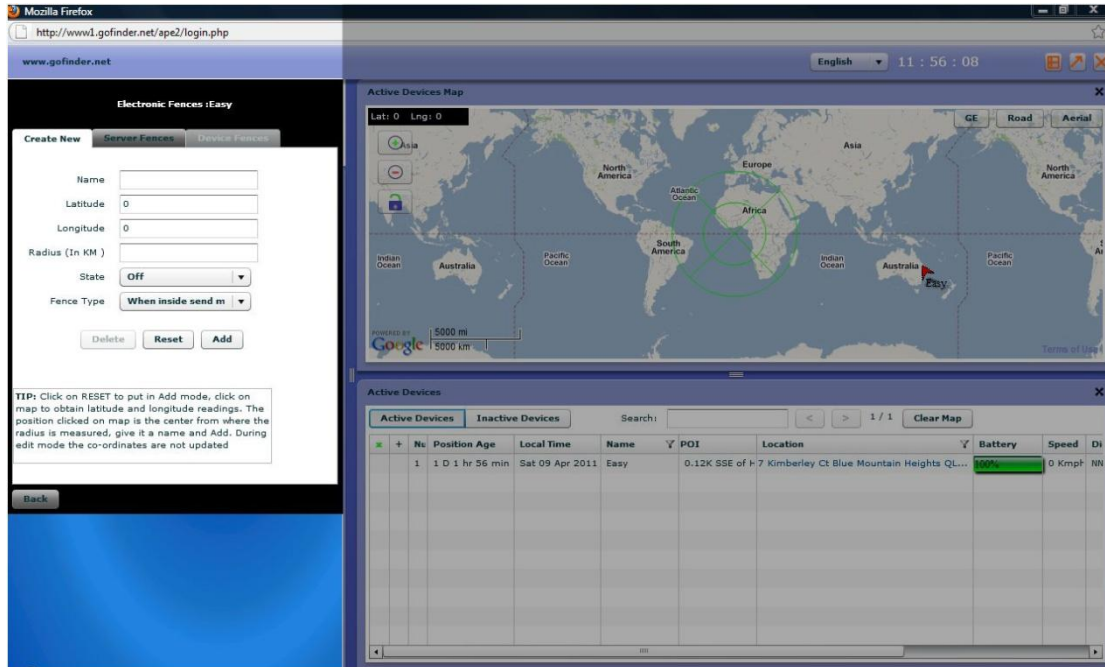 Mozilla Firefox
http://www1.gofinder.net/ape2/login.php
www.gofinder.net
English
11 : 56 : 08
Electronic Fences :Easy
Create New
Server Fences
Device Fences
Name
Latitude 0
Longitude 0
Radius (In KM )
State Off
Fence Type When inside send m
Delete Reset Add
TIP: Click on RESET to put in Add mode, click on
map to obtain latitude and longitude readings. The
position clicked on map is the center from where the
radius is measured, give it a name and Add. During
edit mode the co-ordinates are not updated
Back
Active Devices Map
Lat: 0 Lng: 0
GE Road Aerial
Asia
North
America
Atlantic
Ocean
Europe
Africa
Asia
North
America
South
America
Indian
Ocean
Australia
Pacific
Ocean
Indian
Ocean
Australia
Easy
Pacific
Ocean
POWERED BY
Google
5000 mi
5000 km
Terms of Use
Active Devices
Active Devices Inactive Devices Search: < > 1 / 1 Clear Map
x + Position Age Local Time Name POI Location Battery Speed Di
1 1 D 1 hr 56 min Sat 09 Apr 2011 Easy 0.12K SSE of H 7 Kimberley Ct Blue Mountain Heights QL... 100% 0 Kmph NN